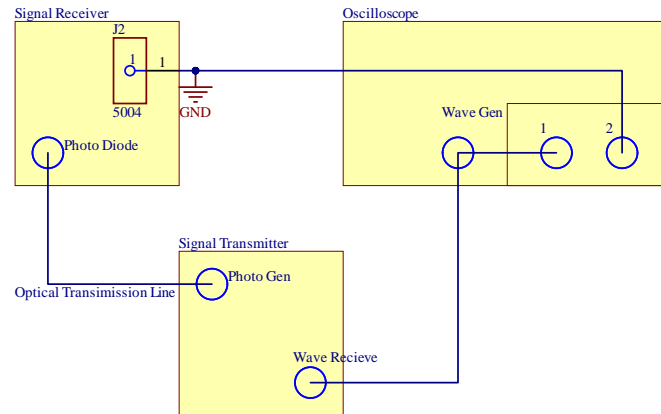 Signal Receiver
Oscilloscope
J2
1
1
5004
GND
Wave Gen
1
2
Photo Diode
Signal Transmitter
Photo Gen
Optical Transimission Line
Wave Recieve